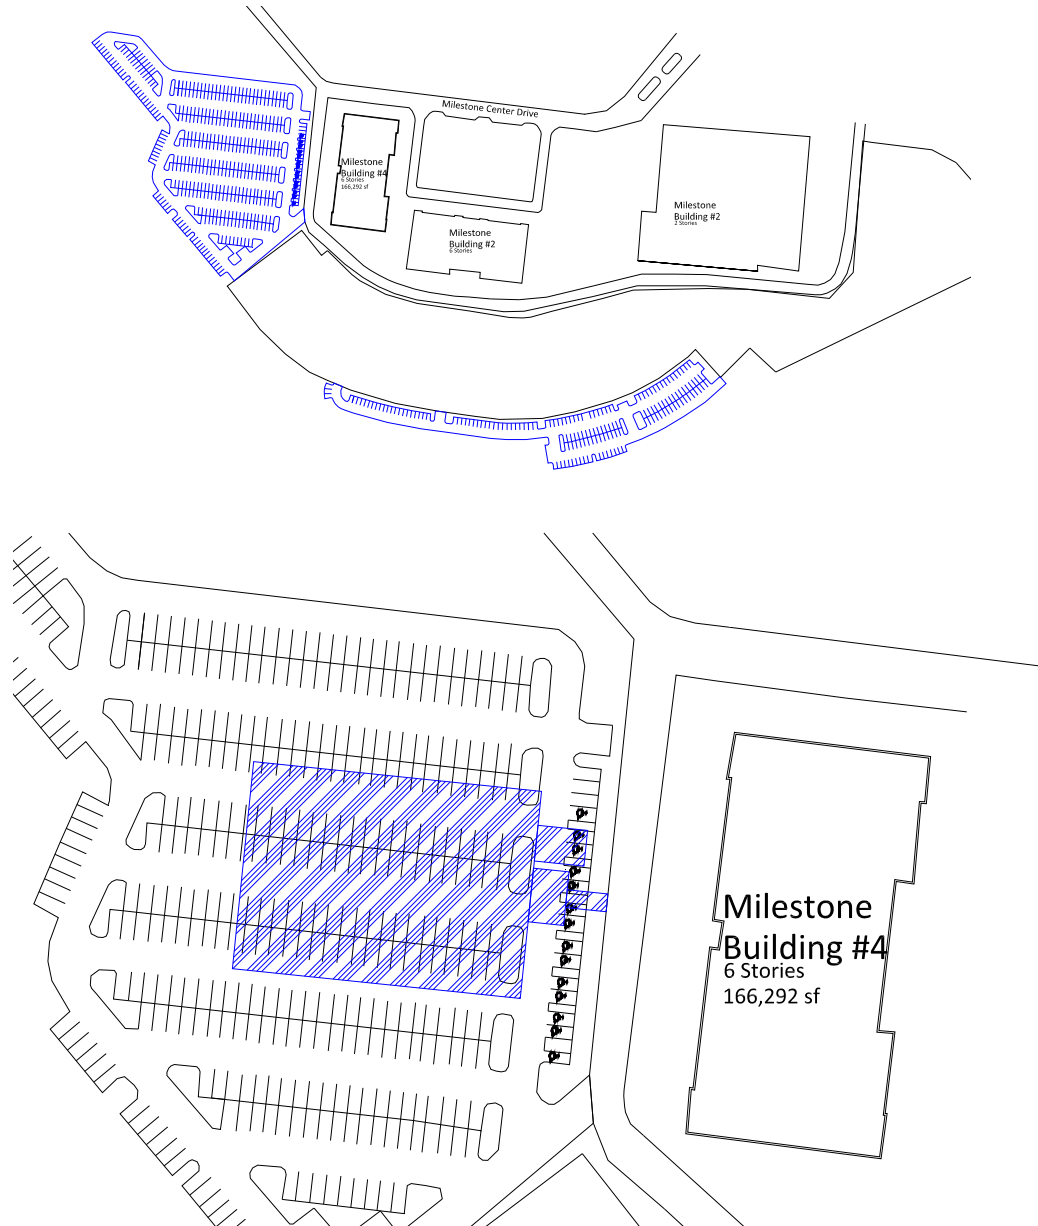 Milestone Center Drive
Milestone
Building #4
6 Stories
166,292 sf
Milestone
Building #2
6 Stories
Milestone
Building #2
2 Stories
Milestone
Building #4
6 Stories
166,292 sf